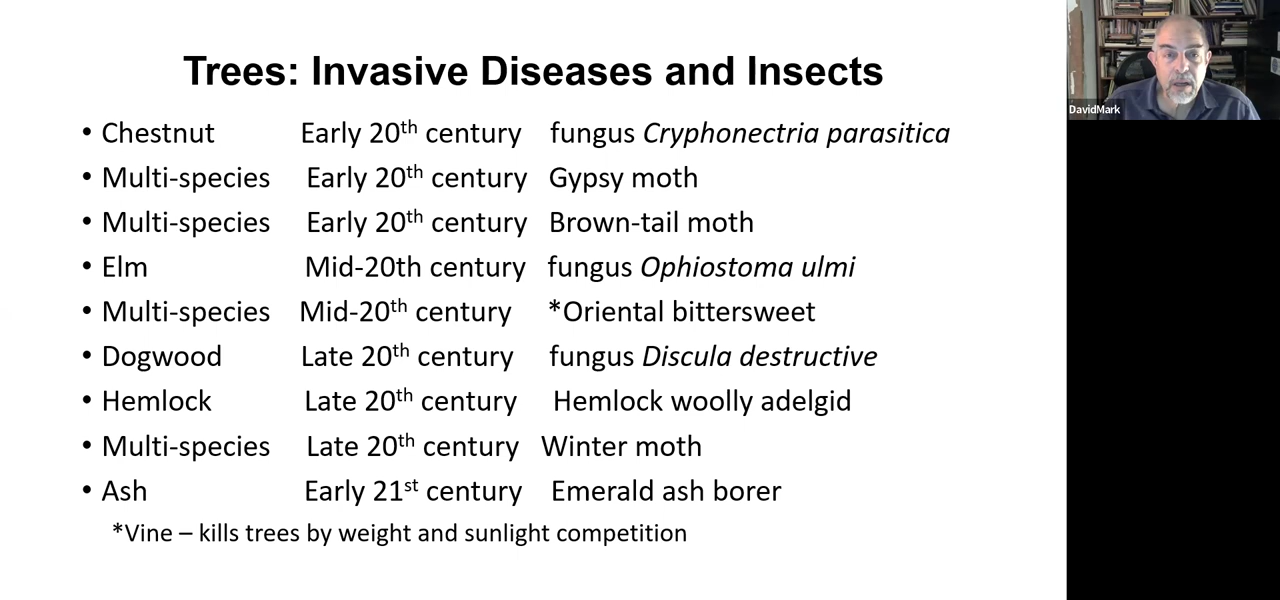 Trees: Invasive Diseases and Insects
• Chestnut Early 20th century fungus Cryphonectria parasitica
• Multi-species Early 20th century Gypsy moth
• Multi-species Early 20th century Brown-tail moth
• Elm Mid-20th century fungus Ophiostoma ulmi
• Multi-species Mid-20th century *Oriental bittersweet
• Dogwood Late 20th century fungus Discula destructive
• Hemlock Late 20th century Hemlock woolly adelgid
• Multi-species Late 20th century Winter moth
• Ash Early 21st century Emerald ash borer
*Vine – kills trees by weight and sunlight competition
DavidMark